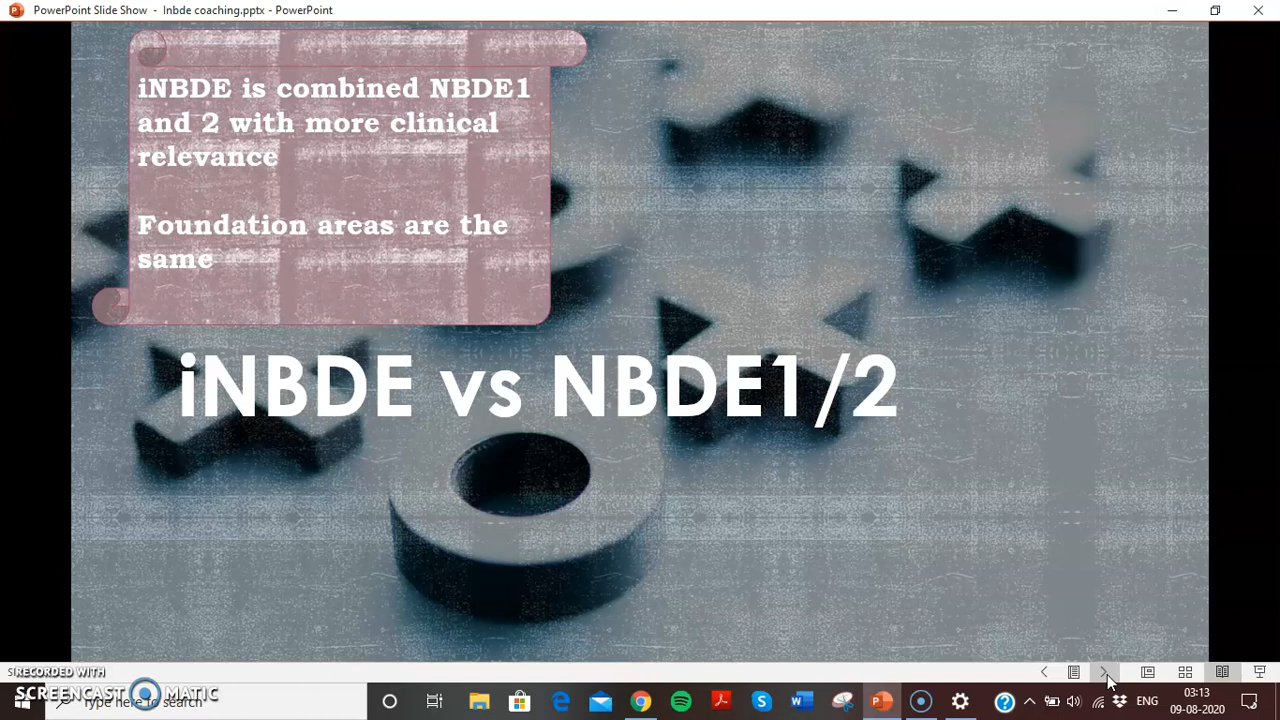 PowerPoint Slide Show - Inbde coaching.pptx - PowerPoint
iNBDE is combined NBDE1
and 2 with more clinical
relevance
Foundation areas are the
same
iNBDE vs NBDE1/2
RECORDED WITH
SCREENCAST MATIC
Type here to search
ENG
03:13
09-08-2020